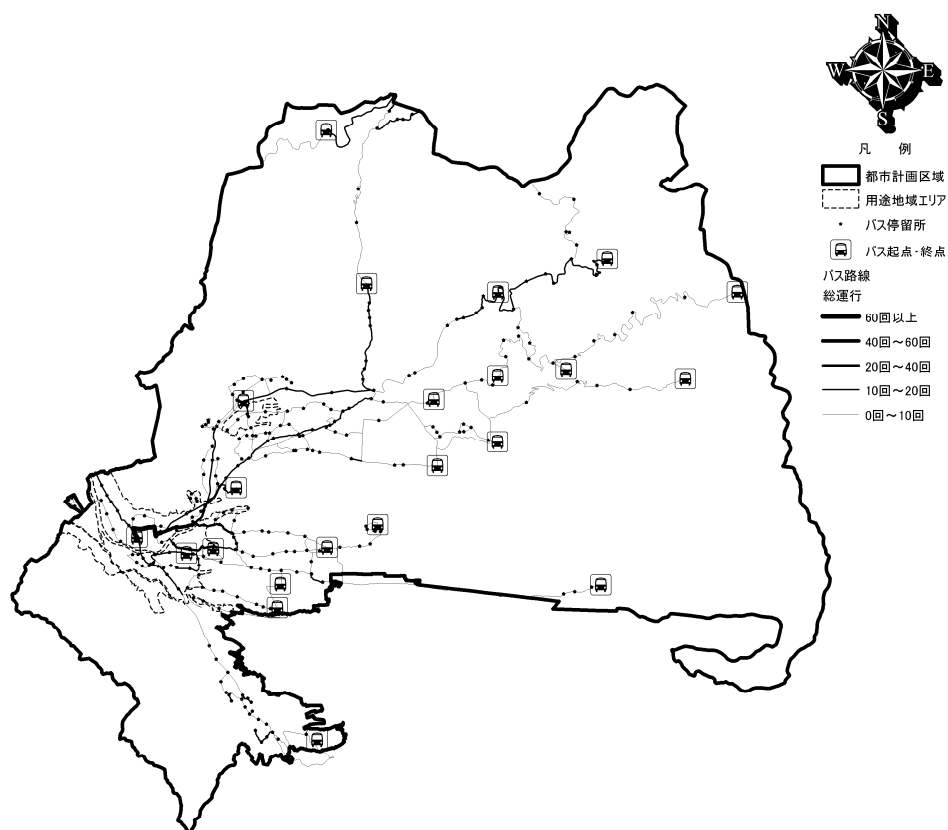 N
W E
S
凡 例
都市計画区域
用途地域エリア
バス停留所
バス起点・終点
バス路線
総運行
60回以上
40回～60回
20回～40回
10回～20回
0回～10回